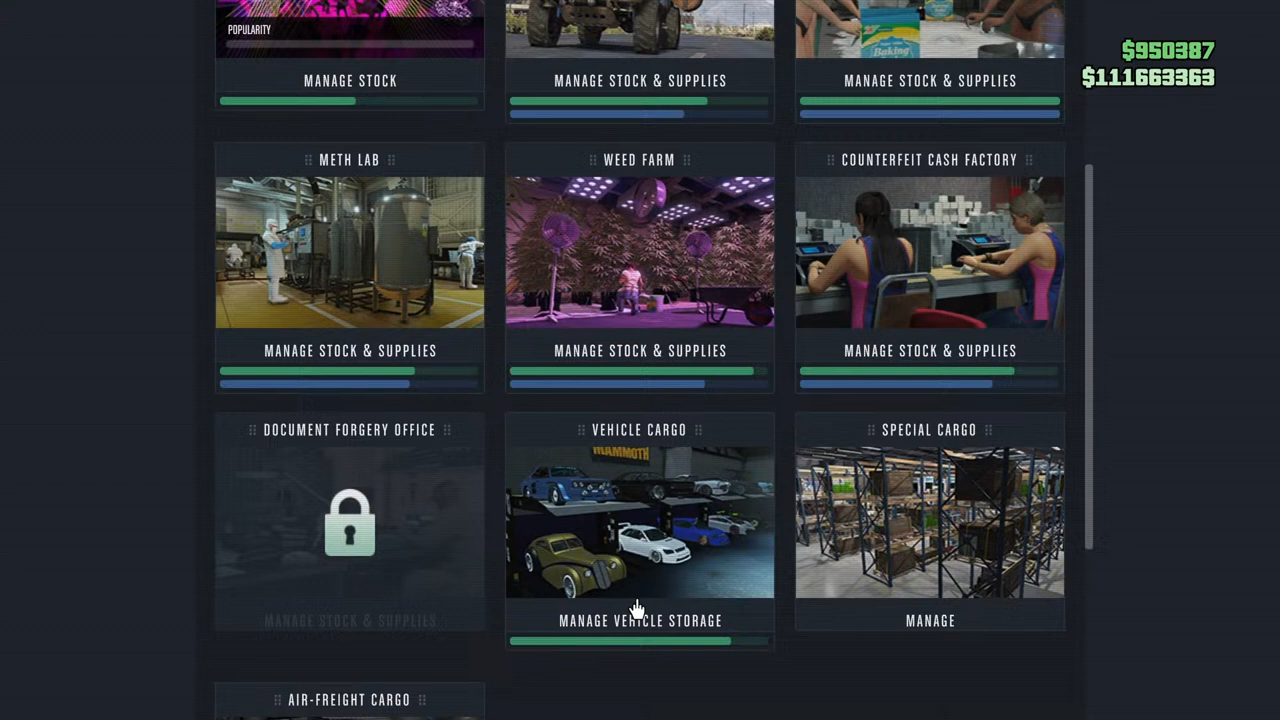 POPULARITY
Baking
$950387
$111663363
MANAGE STOCK
MANAGE STOCK & SUPPLIES
MANAGE STOCK & SUPPLIES
METH LAB
WEED FARM
COUNTERFEIT CASH FACTORY
MANAGE STOCK & SUPPLIES
MANAGE STOCK & SUPPLIES
MANAGE STOCK & SUPPLIES
DOCUMENT FORGERY OFFICE
VEHICLE CARGO
SPECIAL CARGO
MAMMOTH
MANAGE STOCK & SUPPLIES
MANAGE VEHICLE STORAGE
MANAGE
AIR-FREIGHT CARGO